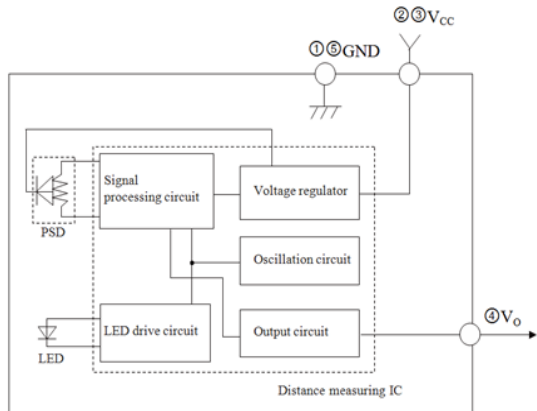 ②③VCC
①⑤GND
Signal
processing circuit
Voltage regulator
PSD
Oscillation circuit
④VO
LED drive circuit
Output circuit
LED
Distance measuring IC